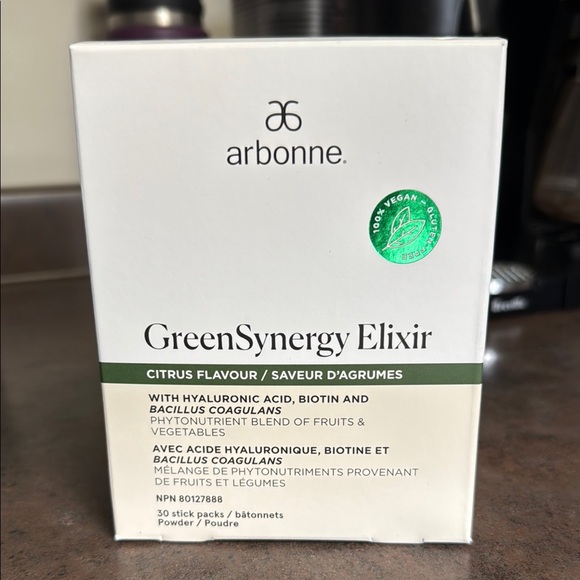 arbonne®
100% VEGAN – GLUTEN FREE
GreenSynergy Elixir
CITRUS FLAVOUR / SAVEUR D'AGRUMES
WITH HYALURONIC ACID, BIOTIN AND
BACILLUS COAGULANS
PHYTONUTRIENT BLEND OF FRUITS &
VEGETABLES
AVEC ACIDE HYALURONIQUE, BIOTINE ET
BACILLUS COAGULANS
MÉLANGE DE PHYTONUTRIMENTS PROVENANT
DE FRUITS ET LÉGUMES
NPN 80127888
30 stick packs / bâtonnets
Powder / Poudre